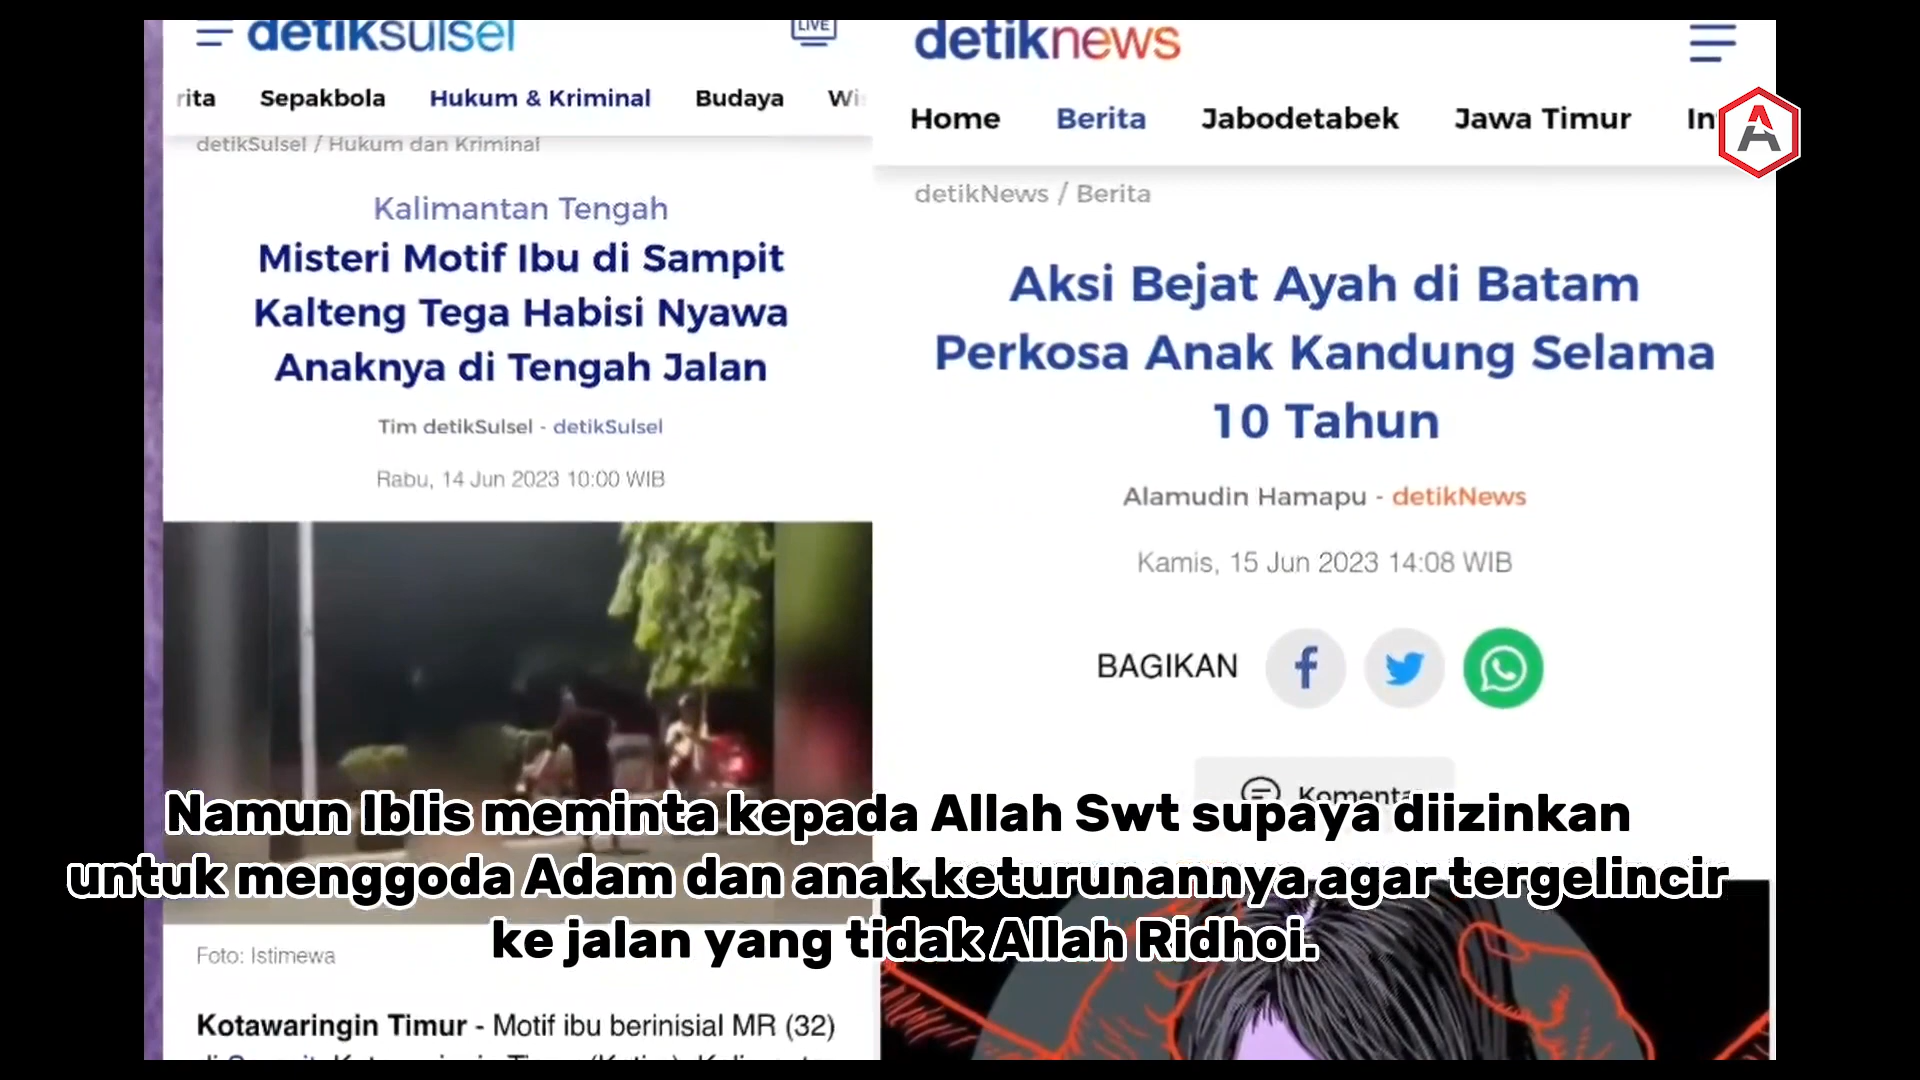 detiksulsel
LIVE
rita Sepakbola Hukum & Kriminal Budaya Wi
detikSulsel / Hukum dan Kriminal
Kalimantan Tengah
Misteri Motif Ibu di Sampit
Kalteng Tega Habisi Nyawa
Anaknya di Tengah Jalan
Tim detikSulsel - detikSulsel
Rabu, 14 Jun 2023 10:00 WIB
Foto: Istimewa
Kotawaringin Timur - Motif ibu berinisial MR (32)
detiknews
Home Berita Jabodetabek Jawa Timur In
A
detikNews / Berita
Aksi Bejat Ayah di Batam
Perkosa Anak Kandung Selama
10 Tahun
Alamudin Hamapu - detikNews
Kamis, 15 Jun 2023 14:08 WIB
BAGIKAN
Komentar
Namun Iblis meminta kepada Allah Swt supaya diizinkan
untuk menggoda Adam dan anak keturunannya agar tergelincir
ke jalan yang tidak Allah Ridhoi.